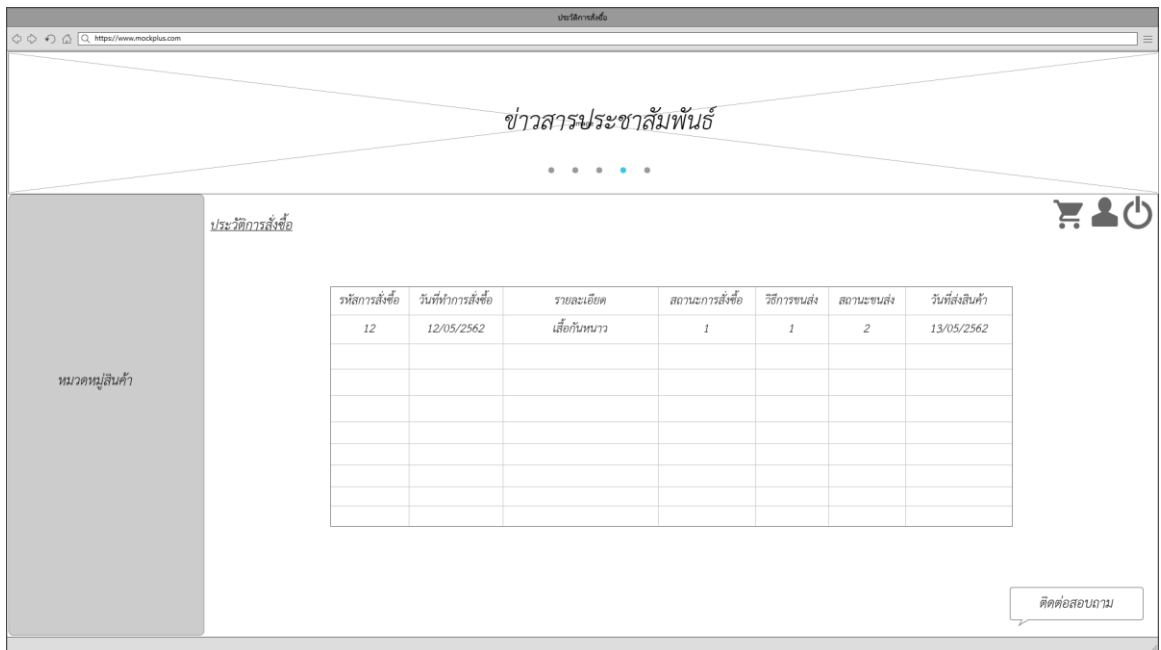 ประวัติการสั่งซื้อ
https://www.mockplus.com
ข่าวสารประชาสัมพันธ์
ประวัติการสั่งซื้อ
รหัสการสั่งซื้อ วันที่ทำการสั่งซื้อ รายละเอียด สถานะการสั่งซื้อ วิธีการขนส่ง สถานะขนส่ง วันที่ส่งสินค้า
12 12/05/2562 เสื้อกันหนาว 1 1 2 13/05/2562
หมวดหมู่สินค้า
ติดต่อสอบถาม